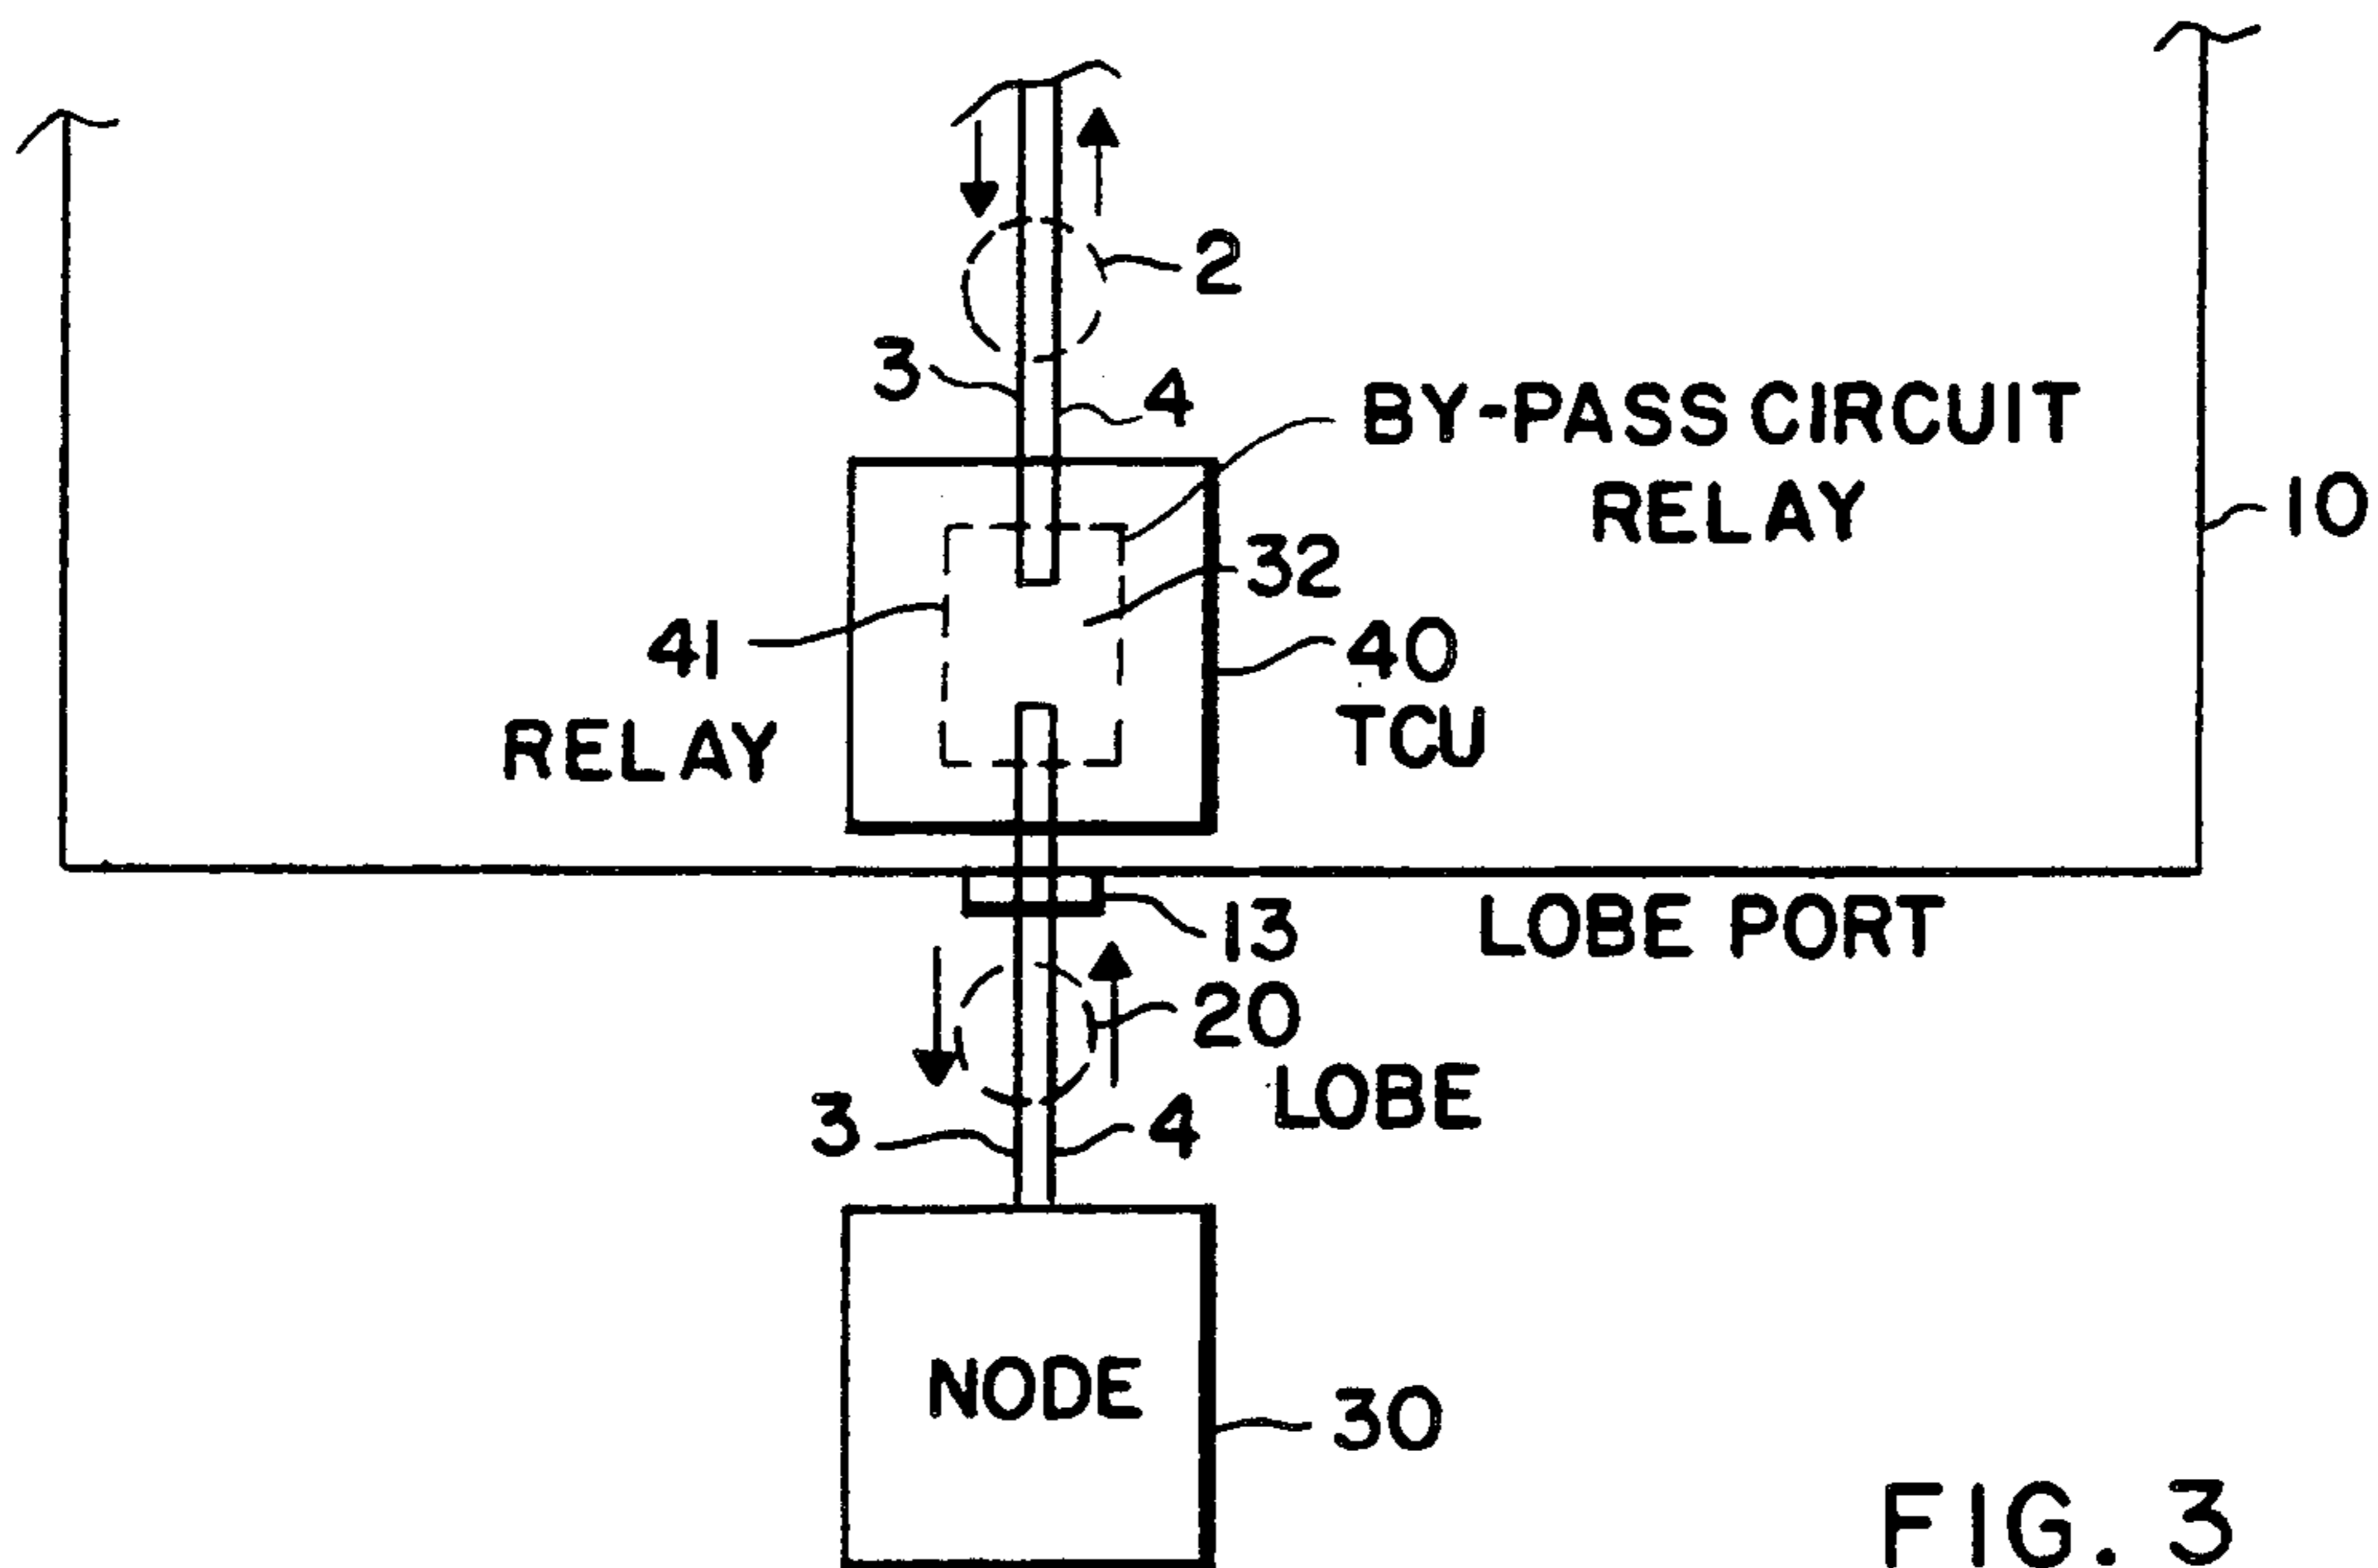 2
3
4
BY-PASS CIRCUIT
RELAY
10
32
41
RELAY
40
TCU
13
LOBE PORT
20
LOBE
3
4
NODE
30
FIG. 3